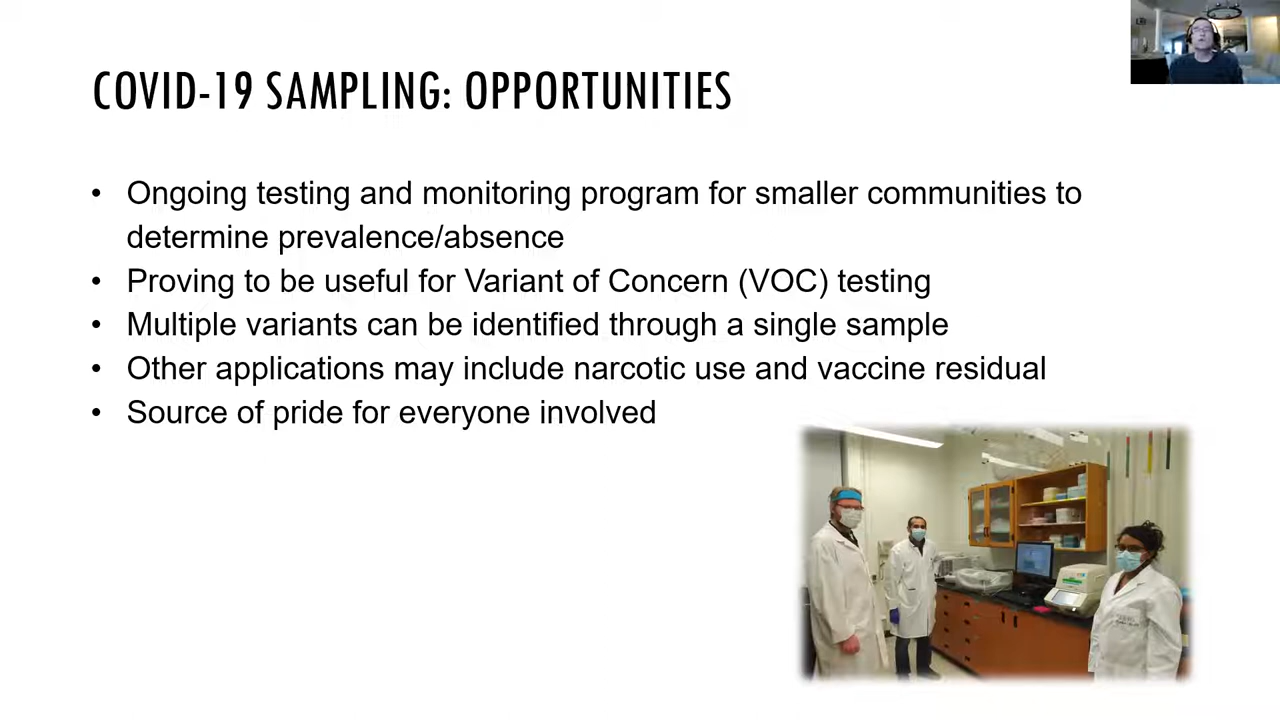 COVID-19 SAMPLING: OPPORTUNITIES
• Ongoing testing and monitoring program for smaller communities to
determine prevalence/absence
• Proving to be useful for Variant of Concern (VOC) testing
• Multiple variants can be identified through a single sample
• Other applications may include narcotic use and vaccine residual
• Source of pride for everyone involved